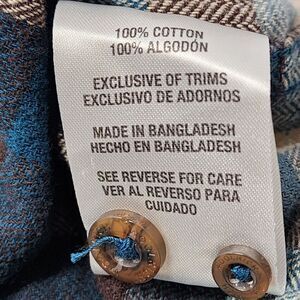 100% COTTON
100% ALGODÓN
EXCLUSIVE OF TRIMS
EXCLUSIVO DE ADORNOS
MADE IN BANGLADESH
HECHO EN BANGLADESH
SEE REVERSE FOR CARE
VER AL REVERSO PARA
CUIDADO